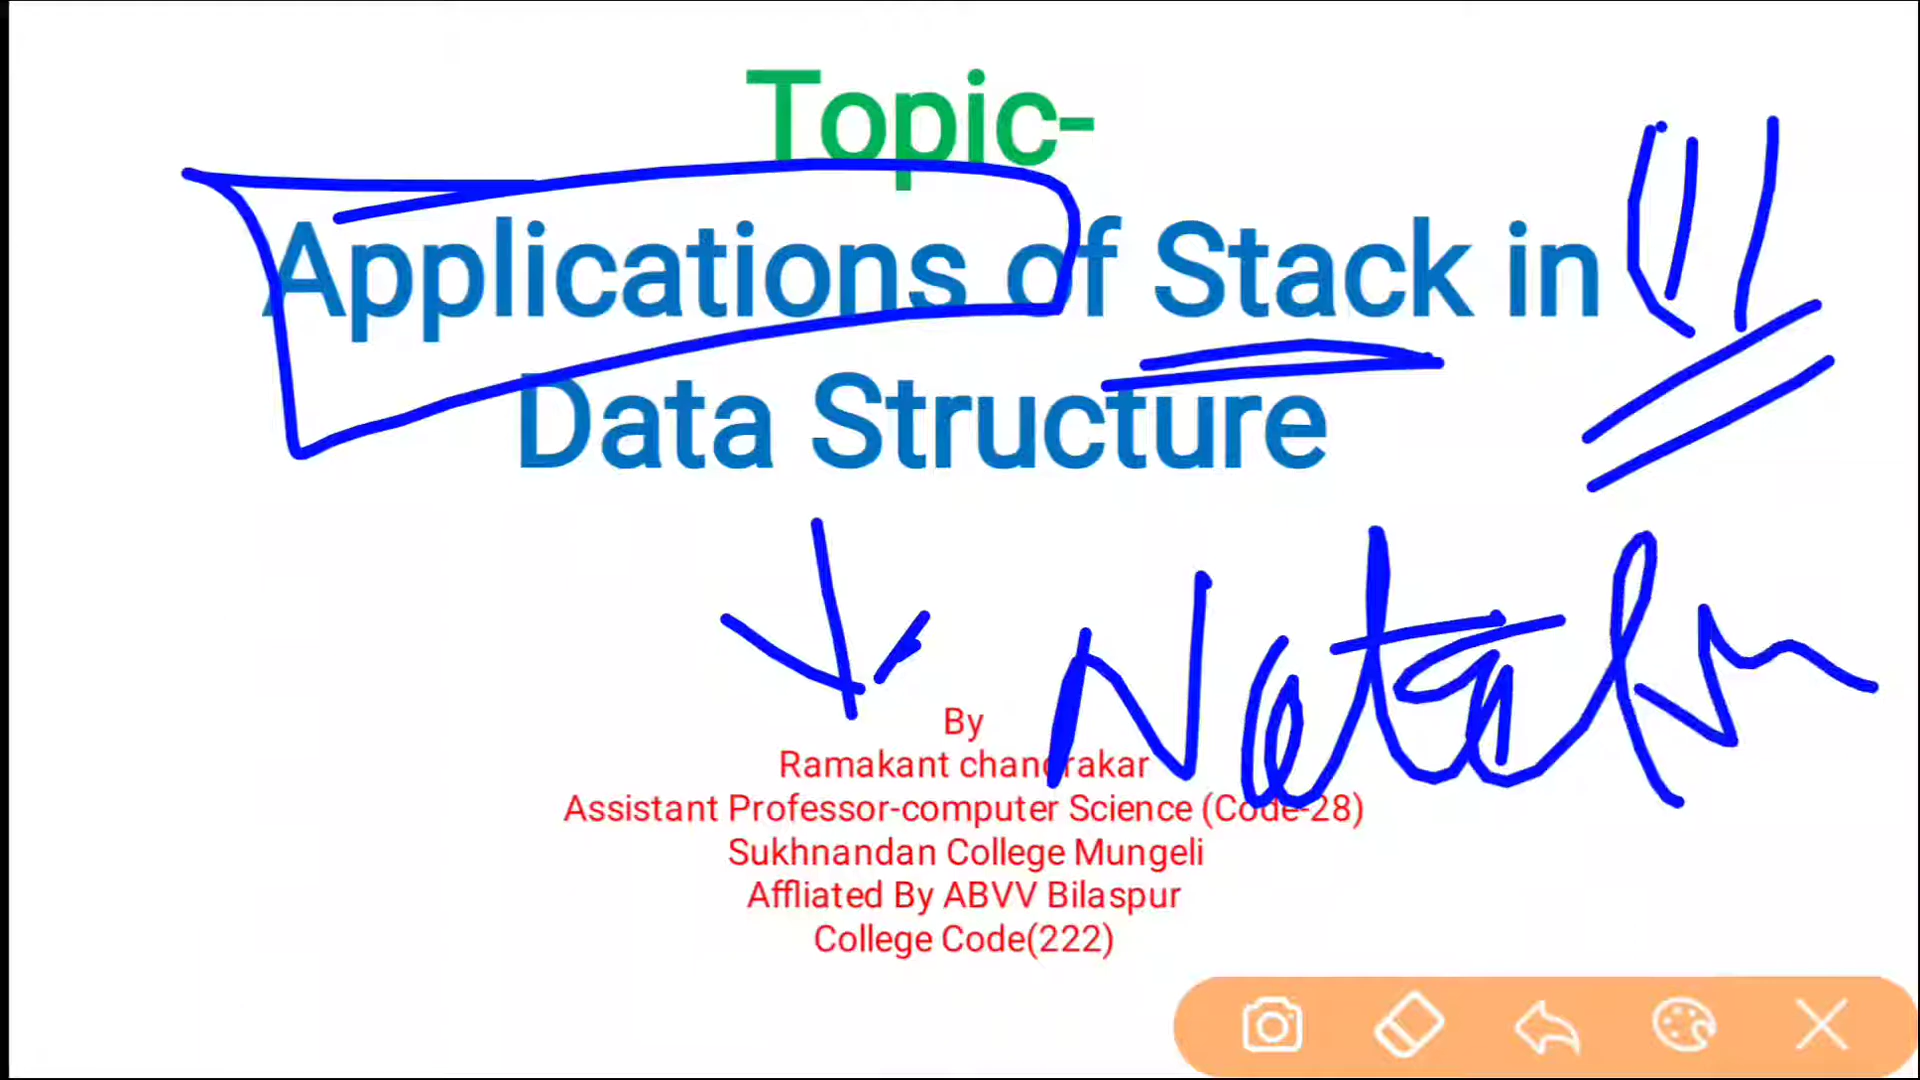 Topic-
Applications of Stack in
Data Structure
By
Ramakant chandrakar
Assistant Professor-computer Science (Code-28)
Sukhnandan College Mungeli
Affliated By ABVV Bilaspur
College Code(222)